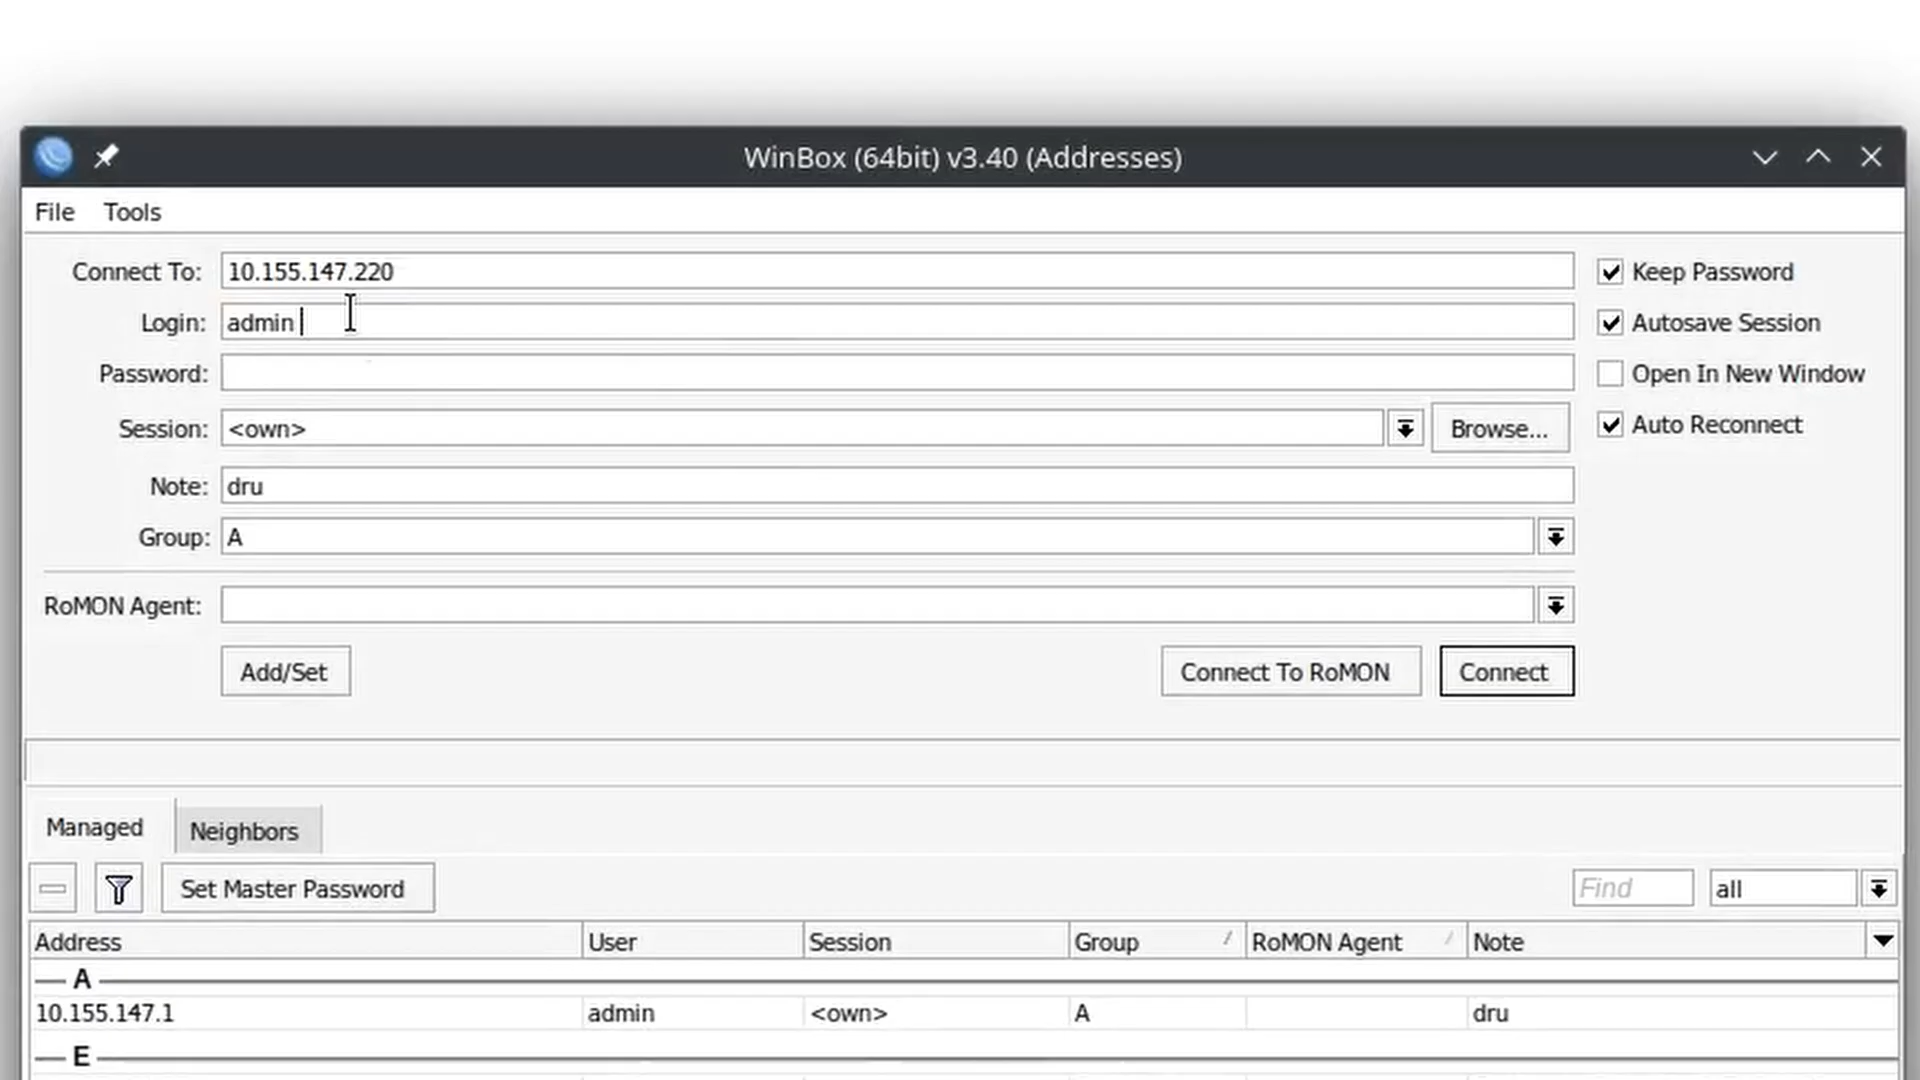 WinBox (64bit) v3.40 (Addresses)
File Tools
Connect To: 10.155.147.220 Keep Password
Login: admin Autosave Session
Password: Open In New Window
Session: <own> Browse... Auto Reconnect
Note: dru
Group: A
RoMON Agent:
Add/Set Connect To RoMON Connect
Managed Neighbors
Set Master Password Find all
Address User Session Group RoMON Agent Note
A
10.155.147.1 admin <own> A dru
E